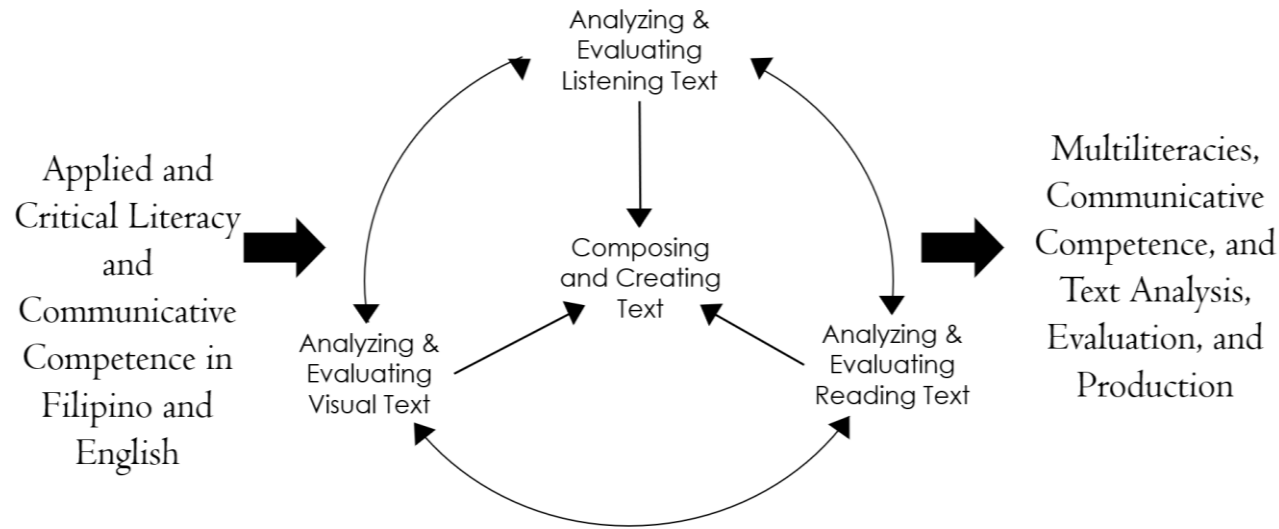 Analyzing &
Evaluating
Listening Text
Applied and
Critical Literacy
and
Communicative
Competence in
Filipino and
English
Composing
and Creating
Text
Analyzing &
Evaluating
Visual Text
Analyzing &
Evaluating
Reading Text
Multiliteracies,
Communicative
Competence, and
Text Analysis,
Evaluation, and
Production